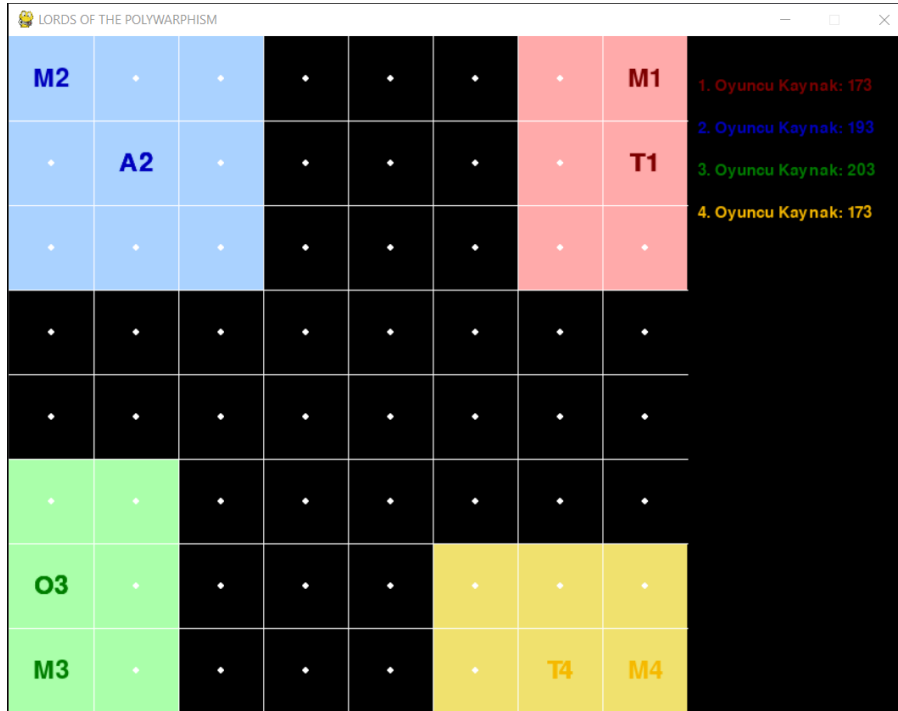 LORDS OF THE POLYWARPHISM
M2 M1
1. Oyuncu Kaynak: 173
2. Oyuncu Kaynak: 193
A2 T1
3. Oyuncu Kaynak: 203
4. Oyuncu Kaynak: 173
O3
M3 T4 M4